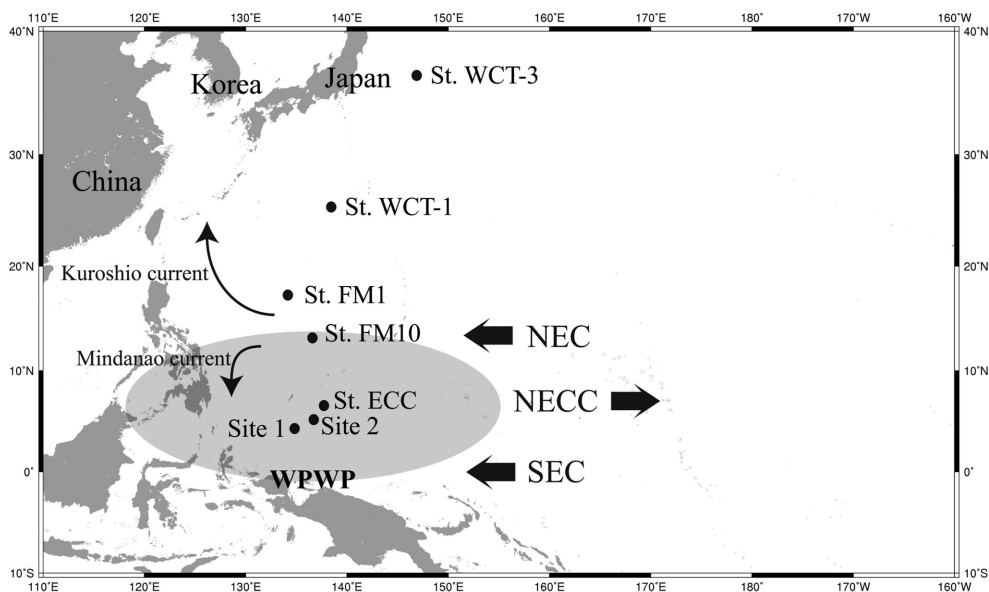 110˚E 120˚E 130˚E 140˚E 150˚E 160˚E 170˚E 180˚ 170˚W 160˚W
40˚N 40˚N
Korea Japan St. WCT-3
30˚N 30˚N
China
St. WCT-1
20˚N 20˚N
Kuroshio current
St. FM1
St. FM10 NEC
Mindanao current
10˚N 10˚N
St. ECC NECC
Site 1 Site 2
WPWP SEC
0˚ 0˚
10˚S 10˚S
110˚E 120˚E 130˚E 140˚E 150˚E 160˚E 170˚E 180˚ 170˚W 160˚W